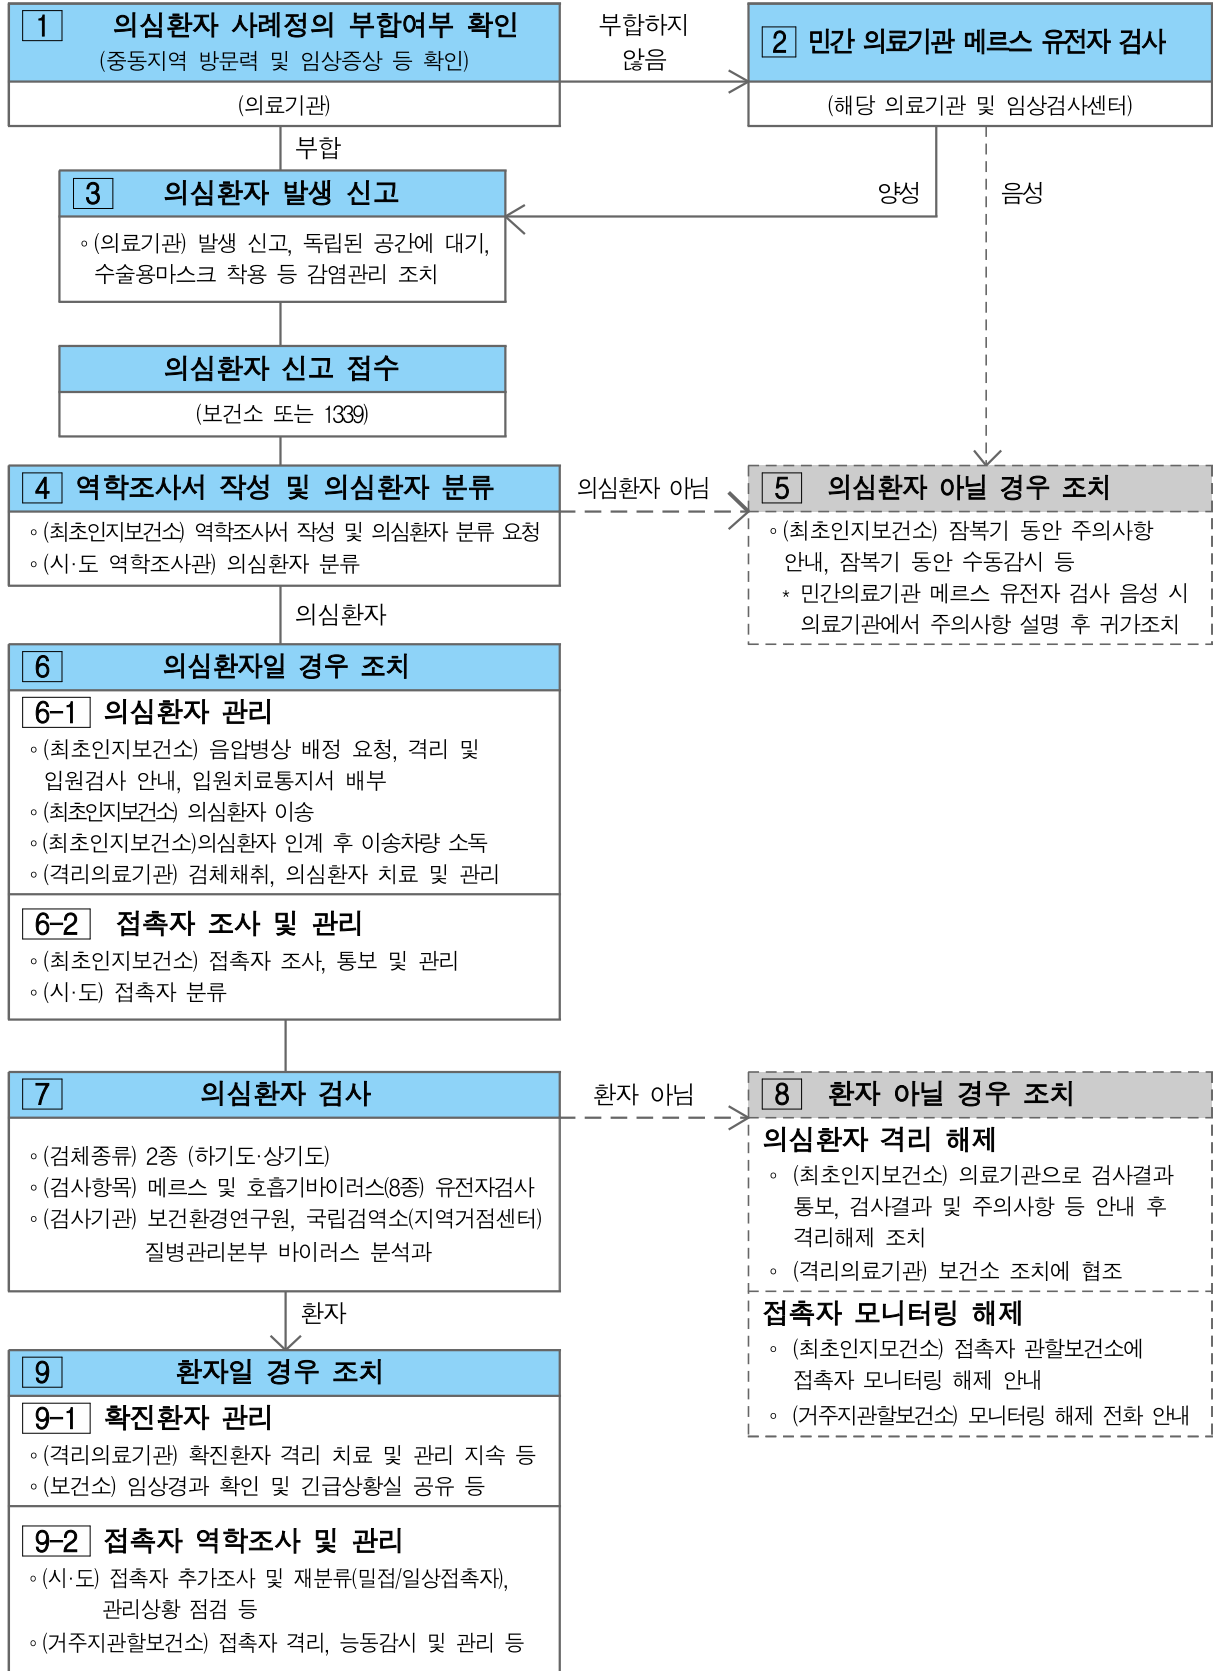 1 의심환자 사례정의 부합여부 확인
(중동지역 방문력 및 임상증상 등 확인)
(의료기관)
부합하지
않음
2 민간 의료기관 메르스 유전자 검사
(해당 의료기관 및 임상검사센터)
부합
양성
음성
3 의심환자 발생 신고
◦(의료기관) 발생 신고, 독립된 공간에 대기,
수술용마스크 착용 등 감염관리 조치
의심환자 신고 접수
(보건소 또는 1339)
4 역학조사서 작성 및 의심환자 분류
◦(최초인지보건소) 역학조사서 작성 및 의심환자 분류 요청
◦(시·도 역학조사관) 의심환자 분류
의심환자 아님
5 의심환자 아닐 경우 조치
◦(최초인지보건소) 잠복기 동안 주의사항
안내, 잠복기 동안 수동감시 등
* 민간의료기관 메르스 유전자 검사 음성 시
의료기관에서 주의사항 설명 후 귀가조치
의심환자
6 의심환자일 경우 조치
6-1 의심환자 관리
◦(최초인지보건소) 음압병상 배정 요청, 격리 및
입원검사 안내, 입원치료통지서 배부
◦(최초인지보건소) 의심환자 이송
◦(최초인지보건소)의심환자 인계 후 이송차량 소독
◦(격리의료기관) 검체채취, 의심환자 치료 및 관리
6-2 접촉자 조사 및 관리
◦(최초인지보건소) 접촉자 조사, 통보 및 관리
◦(시·도) 접촉자 분류
7 의심환자 검사
◦(검체종류) 2종 (하기도·상기도)
◦(검사항목) 메르스 및 호흡기바이러스(8종) 유전자검사
◦(검사기관) 보건환경연구원, 국립검역소(지역거점센터)
질병관리본부 바이러스 분석과
환자 아님
8 환자 아닐 경우 조치
의심환자 격리 해제
◦ (최초인지보건소) 의료기관으로 검사결과
통보, 검사결과 및 주의사항 등 안내 후
격리해제 조치
◦ (격리의료기관) 보건소 조치에 협조
접촉자 모니터링 해제
◦ (최초인지모건소) 접촉자 관할보건소에
접촉자 모니터링 해제 안내
◦ (거주지관할보건소) 모니터링 해제 전화 안내
환자
9 환자일 경우 조치
9-1 확진환자 관리
◦(격리의료기관) 확진환자 격리 치료 및 관리 지속 등
◦(보건소) 임상경과 확인 및 긴급상황실 공유 등
9-2 접촉자 역학조사 및 관리
◦(시·도) 접촉자 추가조사 및 재분류(밀접/일상접촉자),
관리상황 점검 등
◦(거주지관할보건소) 접촉자 격리, 능동감시 및 관리 등